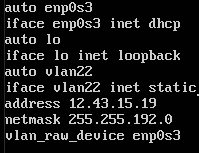 auto enp0s3
iface enp0s3 inet dhcp
auto lo
iface lo inet loopback
auto vlan22
iface vlan22 inet static
address 12.43.15.19
netmask 255.255.192.0
vlan_raw_device enp0s3